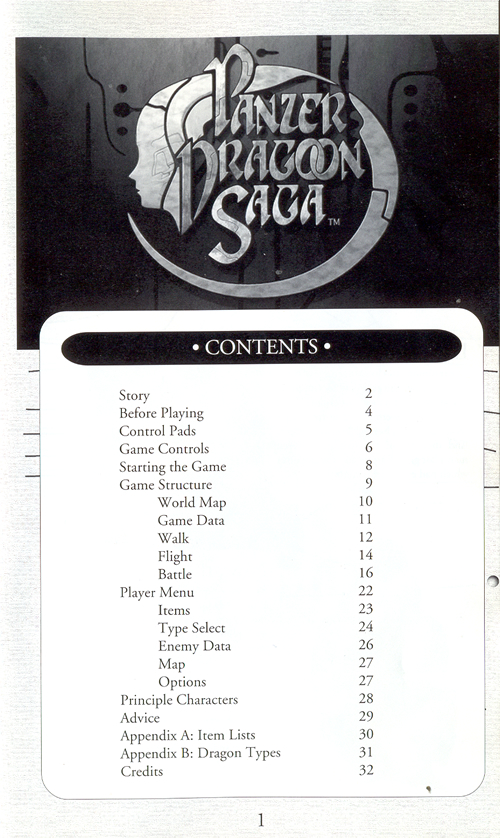 PANZER
DRAGOON
SAGA™
• CONTENTS •
Story 2
Before Playing 4
Control Pads 5
Game Controls 6
Starting the Game 8
Game Structure 9
World Map 10
Game Data 11
Walk 12
Flight 14
Battle 16
Player Menu 22
Items 23
Type Select 24
Enemy Data 26
Map 27
Options 27
Principle Characters 28
Advice 29
Appendix A: Item Lists 30
Appendix B: Dragon Types 31
Credits 32
1